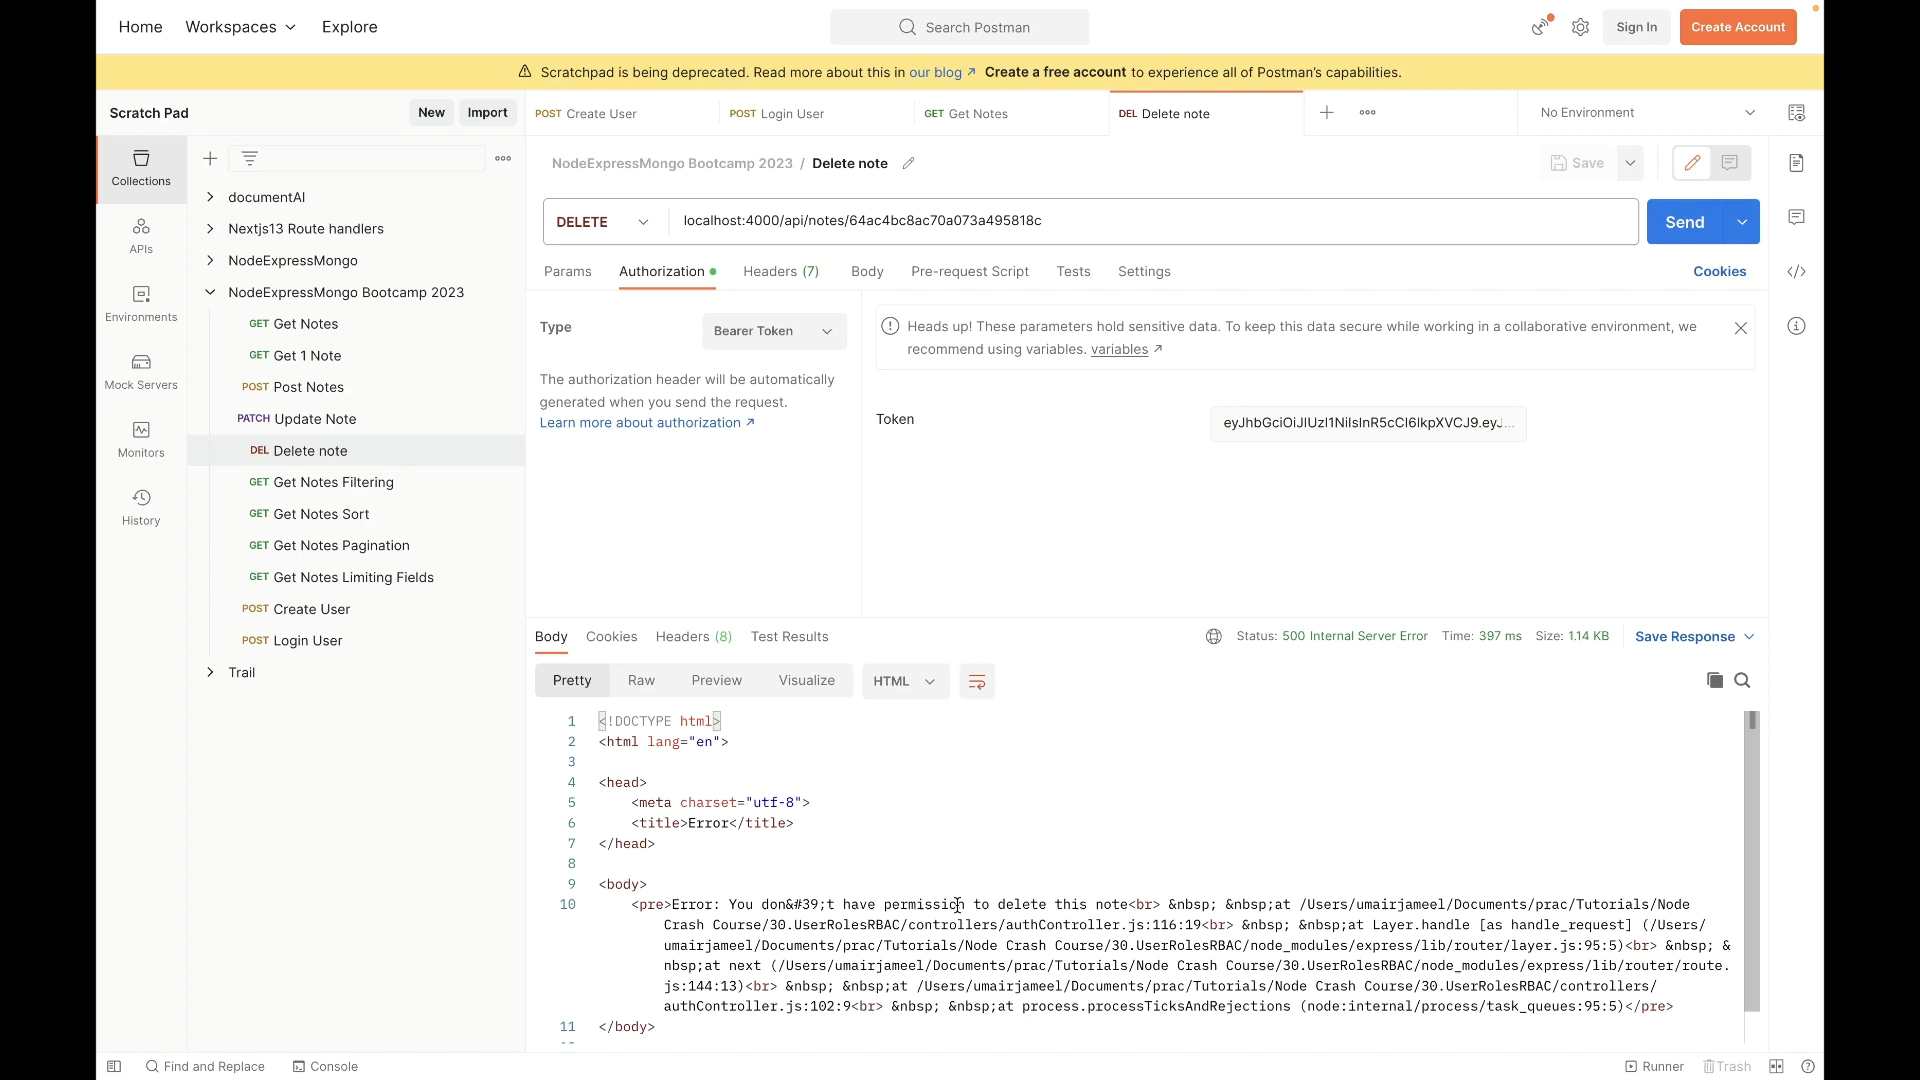 Home Workspaces Explore Search Postman Sign In Create Account
Scratchpad is being deprecated. Read more about this in our blog ↗ Create a free account to experience all of Postman's capabilities.
Scratch Pad New Import
POST Create User POST Login User GET Get Notes DEL Delete note No Environment
Collections
APIs
Environments
Mock Servers
Monitors
History
documentAI
Nextjs13 Route handlers
NodeExpressMongo
NodeExpressMongo Bootcamp 2023
GET Get Notes
GET Get 1 Note
POST Post Notes
PATCH Update Note
DEL Delete note
GET Get Notes Filtering
GET Get Notes Sort
GET Get Notes Pagination
GET Get Notes Limiting Fields
POST Create User
POST Login User
Trail
NodeExpressMongo Bootcamp 2023 / Delete note Save
DELETE localhost:4000/api/notes/64ac4bc8ac70a073a495818c Send
Params Authorization Headers (7) Body Pre-request Script Tests Settings Cookies
Type Bearer Token
The authorization header will be automatically
generated when you send the request.
Learn more about authorization ↗
Heads up! These parameters hold sensitive data. To keep this data secure while working in a collaborative environment, we
recommend using variables. variables ↗
Token eyJhbGciOiJIUzI1NiIsInR5cCI6IkpXVCJ9.eyJ...
Body Cookies Headers (8) Test Results Status: 500 Internal Server Error Time: 397 ms Size: 1.14 KB Save Response
Pretty Raw Preview Visualize HTML
1 <!DOCTYPE html>
2 <html lang="en">
3
4 <head>
5 <meta charset="utf-8">
6 <title>Error</title>
7 </head>
8
9 <body>
10 <pre>Error: You don&#39;t have permission to delete this note<br> &nbsp; &nbsp;at /Users/umairjameel/Documents/prac/Tutorials/Node
Crash Course/30.UserRolesRBAC/controllers/authController.js:116:19<br> &nbsp; &nbsp;at Layer.handle [as handle_request] (/Users/
umairjameel/Documents/prac/Tutorials/Node Crash Course/30.UserRolesRBAC/node_modules/express/lib/router/layer.js:95:5)<br> &nbsp; &
nbsp;at next (/Users/umairjameel/Documents/prac/Tutorials/Node Crash Course/30.UserRolesRBAC/node_modules/express/lib/router/route.
js:144:13)<br> &nbsp; &nbsp;at /Users/umairjameel/Documents/prac/Tutorials/Node Crash Course/30.UserRolesRBAC/controllers/
authController.js:102:9<br> &nbsp; &nbsp;at process.processTicksAndRejections (node:internal/process/task_queues:95:5)</pre>
11 </body>
Find and Replace Console Runner Trash